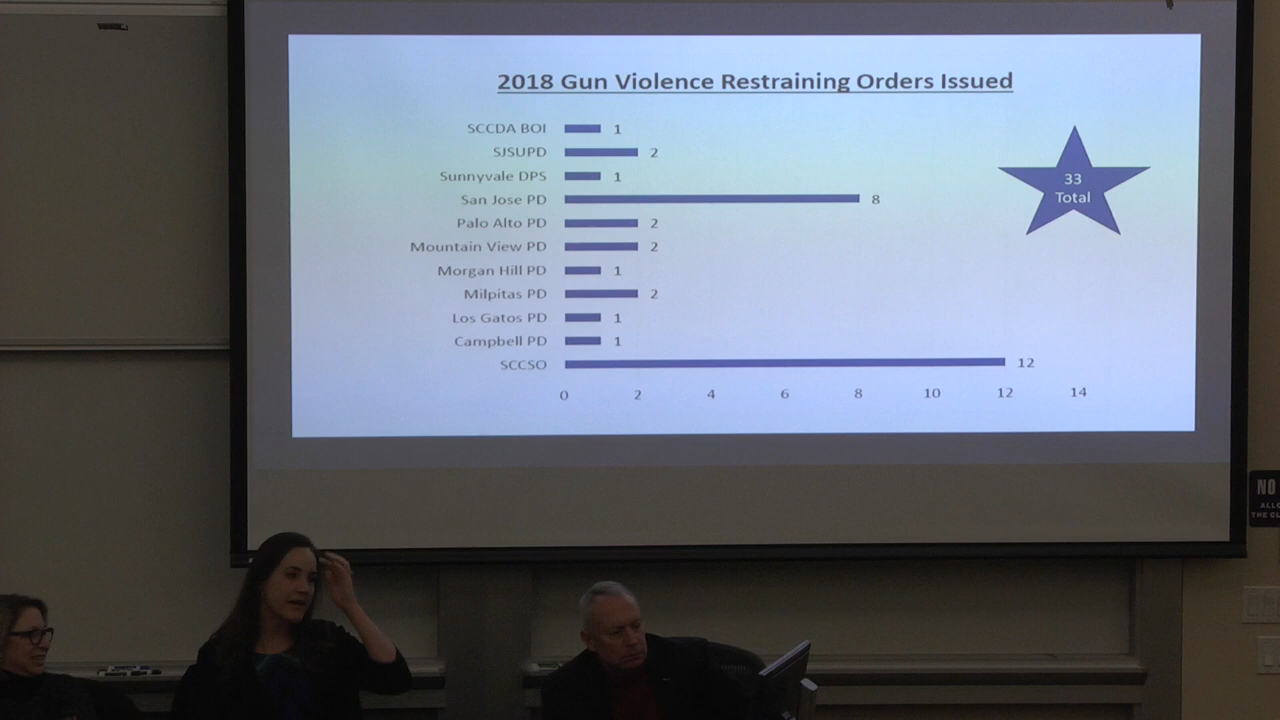 2018 Gun Violence Restraining Orders Issued
SCCDA BOI 1
SJSUPD 2
Sunnyvale DPS 1
San Jose PD 8
Palo Alto PD 2
Mountain View PD 2
Morgan Hill PD 1
Milpitas PD 2
Los Gatos PD 1
Campbell PD 1
SCCSO 12
0 2 4 6 8 10 12 14
33
Total
NO